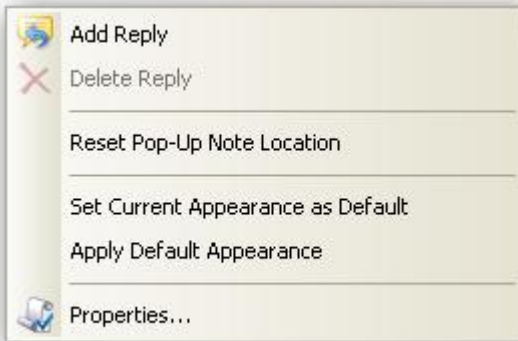 Add Reply
Delete Reply
Reset Pop-Up Note Location
Set Current Appearance as Default
Apply Default Appearance
Properties...